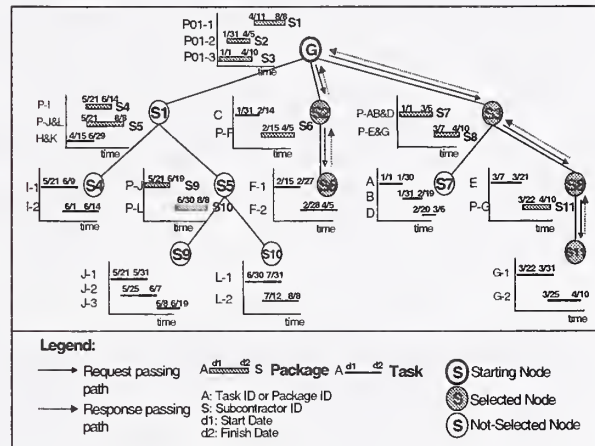 P01-1 4/11 8/8 S1
P01-2 1/31 4/5 S2
P01-3 1/1 4/10 S3
time
G
P-I 5/21 6/14 S4
P-J&L 5/21 8/8 S5
H&K 4/15 6/29
time
S1
C 1/31 2/14
P-F 2/15 4/5 S6
time
S2
P-AB&D 1/1 3/5 S7
P-E&G 3/7 4/10 S8
time
S3
I-1 5/21 6/9
I-2 6/1 6/14
time
S4
P-J 5/21 6/19 S9
P-L 6/30 8/8 S10
time
S5
F-1 2/15 2/27
F-2 2/28 4/5
time
S6
A 1/1 1/30
B 1/31 2/19
D 2/20 3/6
time
S7
E 3/7 3/21
P-G 3/22 4/10 S11
time
J-1 5/21 5/31
J-2 5/25 6/7
J-3 5/8 6/19
time
S9
L-1 6/30 7/31
L-2 7/12 8/8
time
S10
G-1 3/22 3/31
G-2 3/25 4/10
time
S11
Legend:
Request passing path
Response passing path
A d1 d2 S Package
A d1 d2 Task
A: Task ID or Package ID
S: Subcontractor ID
d1: Start Date
d2: Finish Date
S Starting Node
S Selected Node
S Not-Selected Node